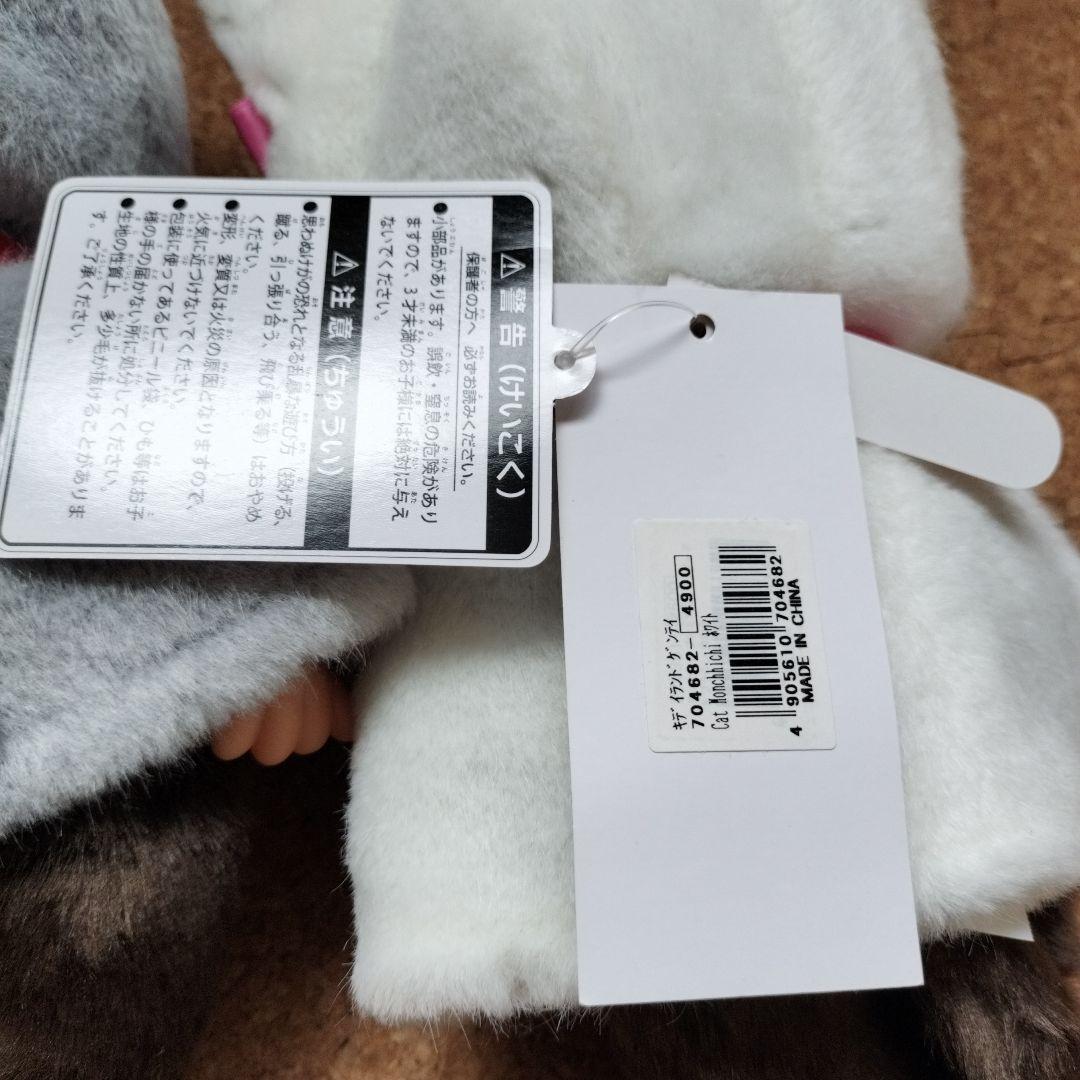 ⚠ 警告（けいこく）
保護者の方へ 必ずお読みください。
●小部品があります。誤飲・窒息の危険があり
ますので、3才未満のお子様には絶対に与え
ないでください。
⚠ 注意（ちゅうい）
●思わぬけがの恐れとなる活慮な遊び方（投げる、
蹴る、引っ張り合う、飛び乗る等）はおやめ
ください。
●変形、変質又は火災の原因となりますので、
火気に近づけないでください
●包装に使ってあるビニール袋、ひも等はお子
様の手の届かない所に処分してください。
●生地の性質上、多少毛が抜けることがありま
す。ご了承ください。
ｷﾃﾞｲﾗﾝﾄﾞｹﾞﾝﾃｲ
704682- 4900
Cat Monchhichi ﾎﾜｲﾄ
4 905610 704682
MADE IN CHINA